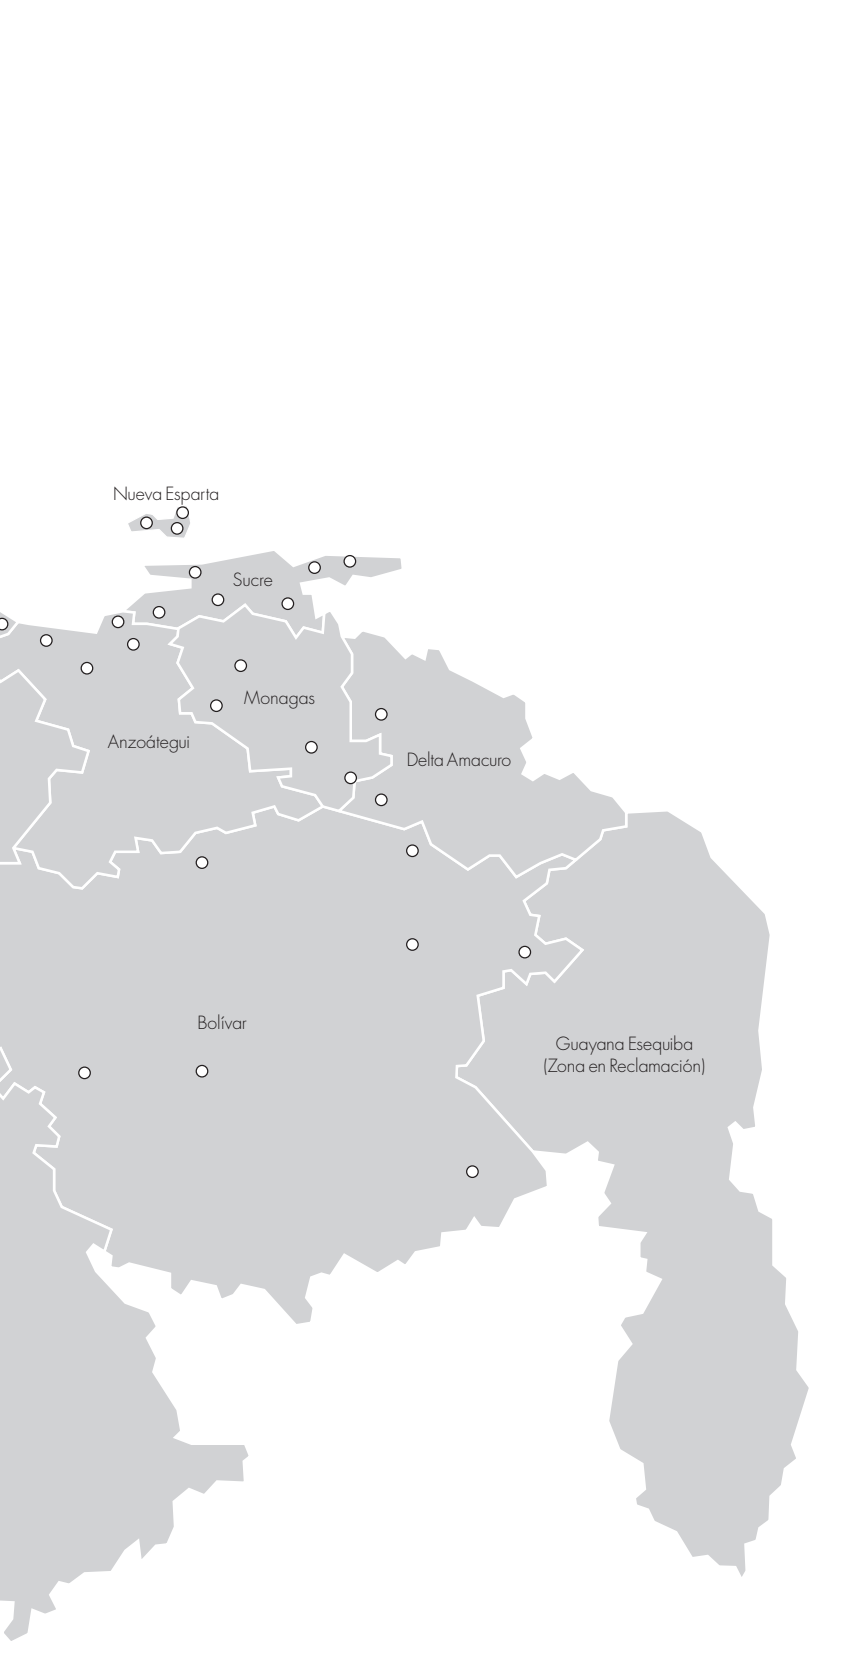 Nueva Esparta
Sucre
Monagas
Anzoátegui
Delta Amacuro
Bolívar
Guayana Esequiba
(Zona en Reclamación)